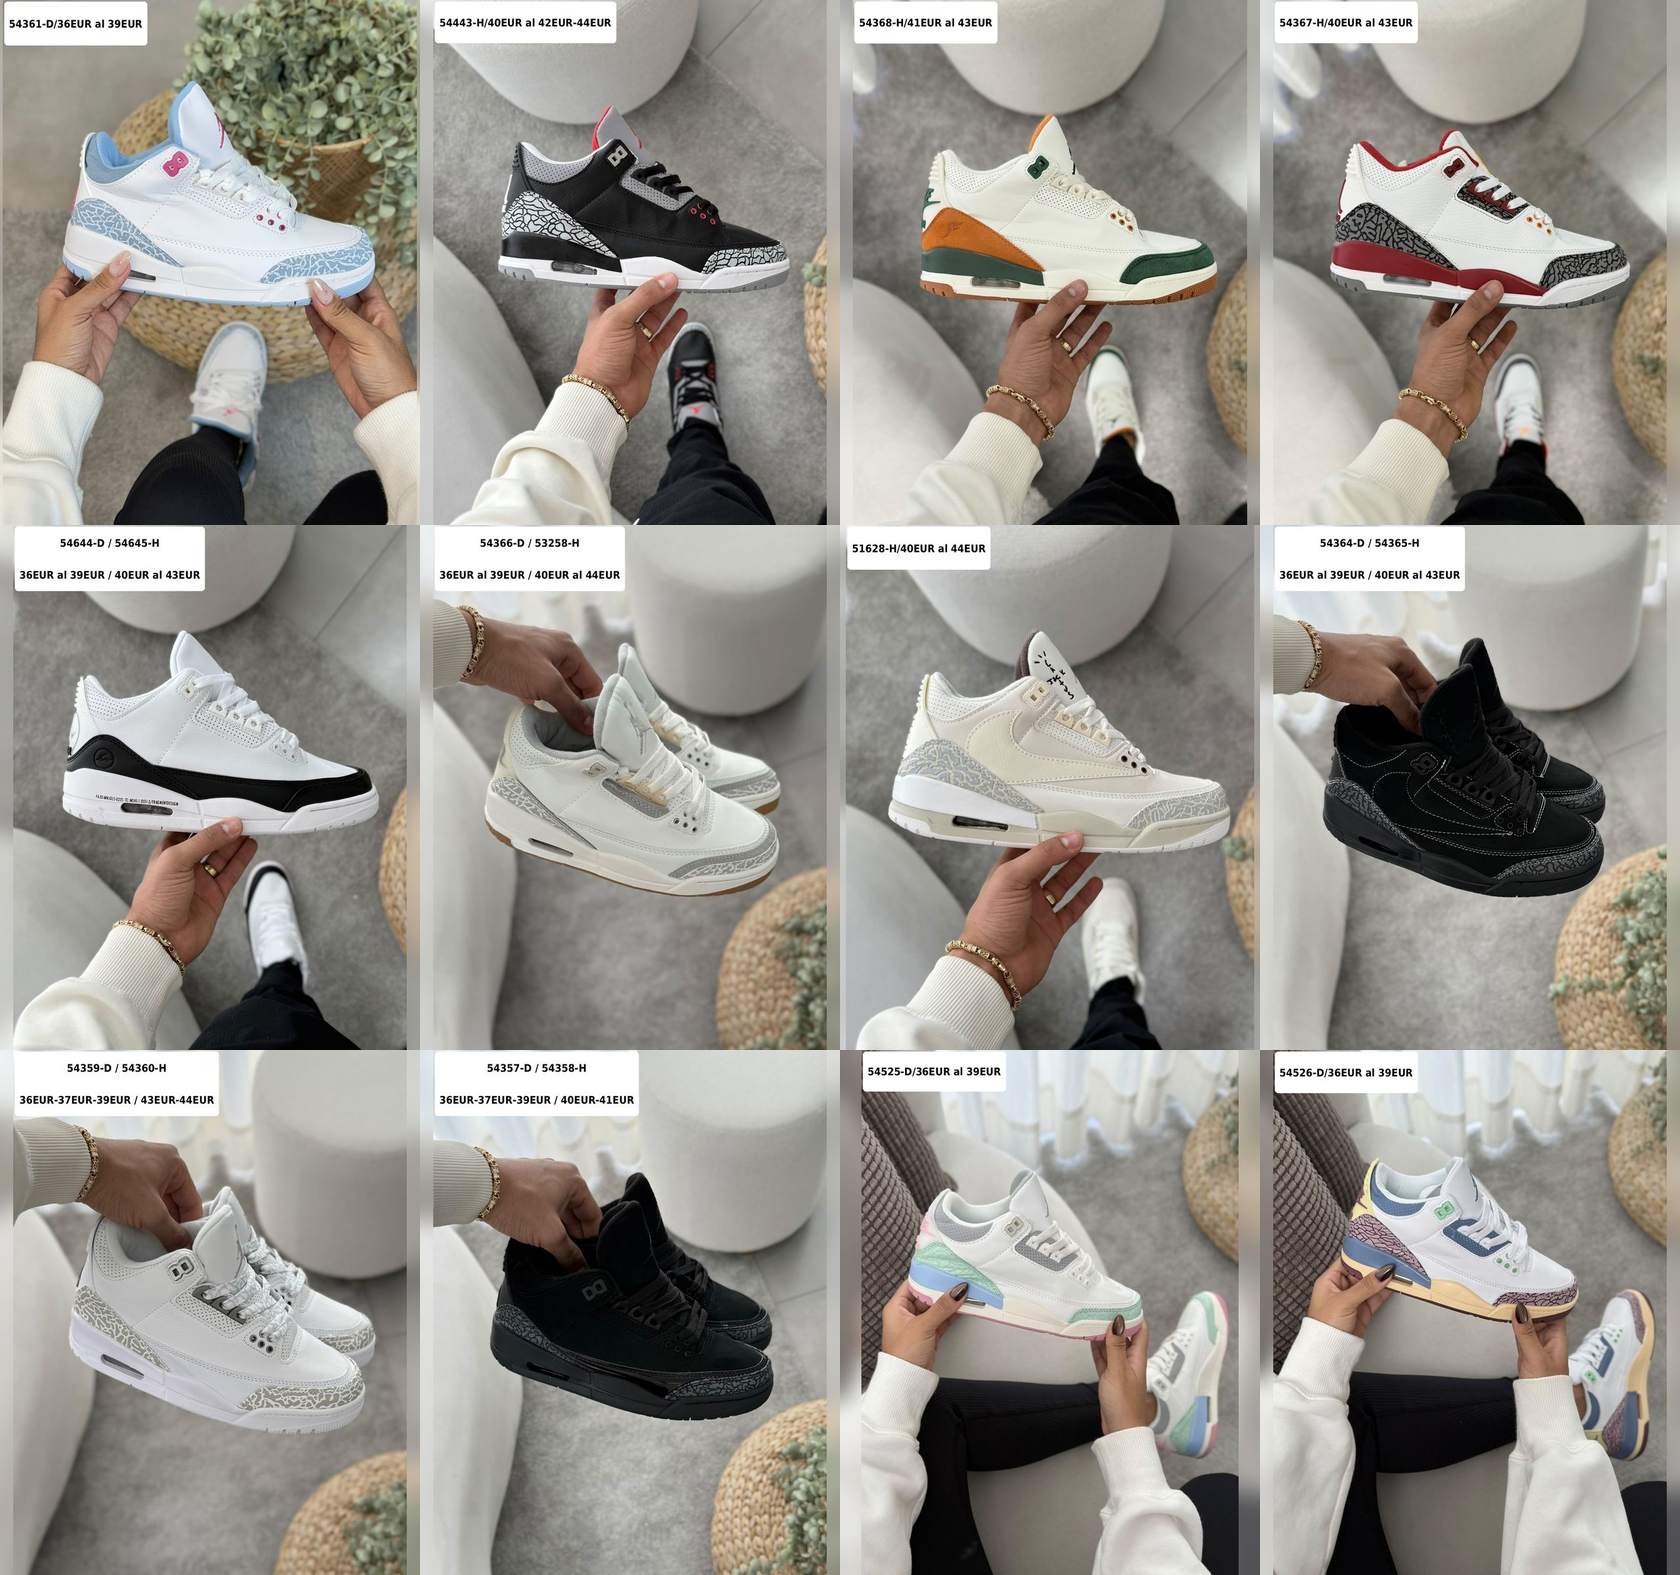 54361-D/36EUR al 39EUR
54443-H/40EUR al 42EUR-44EUR
54368-H/41EUR al 43EUR
54367-H/40EUR al 43EUR
54644-D / 54645-H
36EUR al 39EUR / 40EUR al 43EUR
54366-D / 53258-H
36EUR al 39EUR / 40EUR al 44EUR
51628-H/40EUR al 44EUR
54364-D / 54365-H
36EUR al 39EUR / 40EUR al 43EUR
54359-D / 54360-H
36EUR-37EUR-39EUR / 43EUR-44EUR
54357-D / 54358-H
36EUR-37EUR-39EUR / 40EUR-41EUR
54525-D/36EUR al 39EUR
54526-D/36EUR al 39EUR